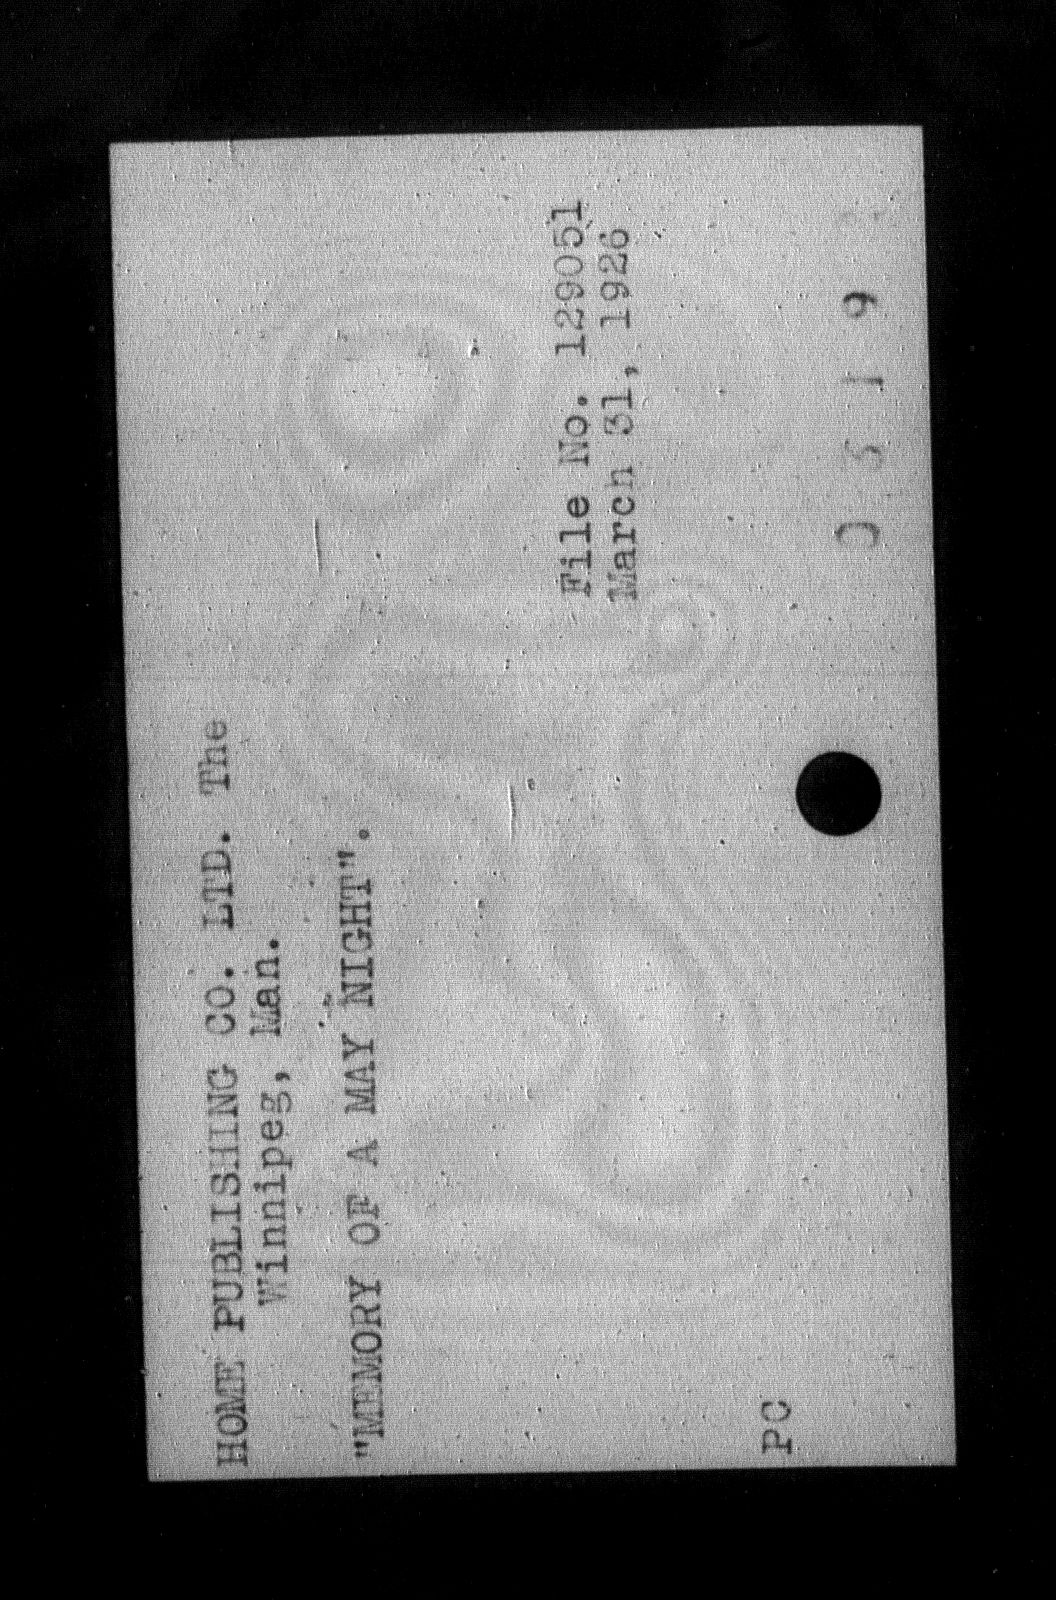 HOME PUBLISHING CO. LTD. The
Winnipeg, Man.
"MEMORY OF A MAY NIGHT".
File No. 129051
March 31, 1926
PC